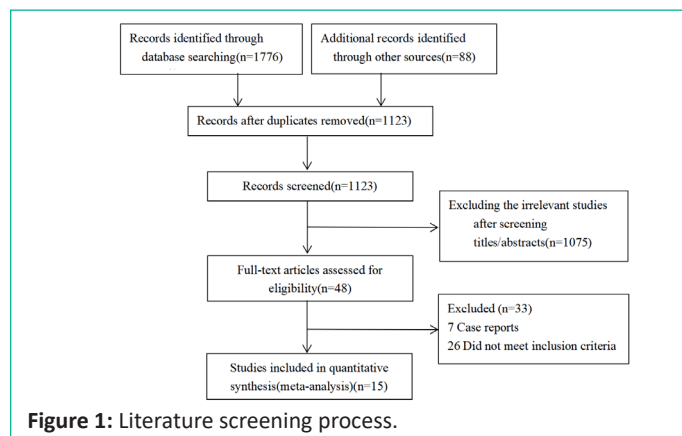 Records identified through
database searching(n=1776)
Additional records identified
through other sources(n=88)
Records after duplicates removed(n=1123)
Records screened(n=1123)
Excluding the irrelevant studies
after screening
titles/abstracts(n=1075)
Full-text articles assessed for
eligibility(n=48)
Excluded (n=33)
7 Case reports
26 Did not meet inclusion criteria
Studies included in quantitative
synthesis(meta-analysis)(n=15)
Figure 1: Literature screening process.